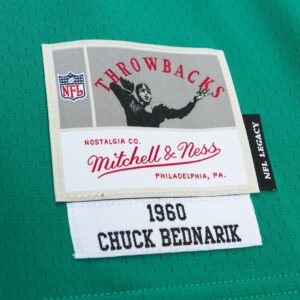 THROWBACKS
NFL
NOSTALGIA CO.
Mitchell & Ness
PHILADELPHIA, PA.
NFL LEGACY
1960
CHUCK BEDNARIK